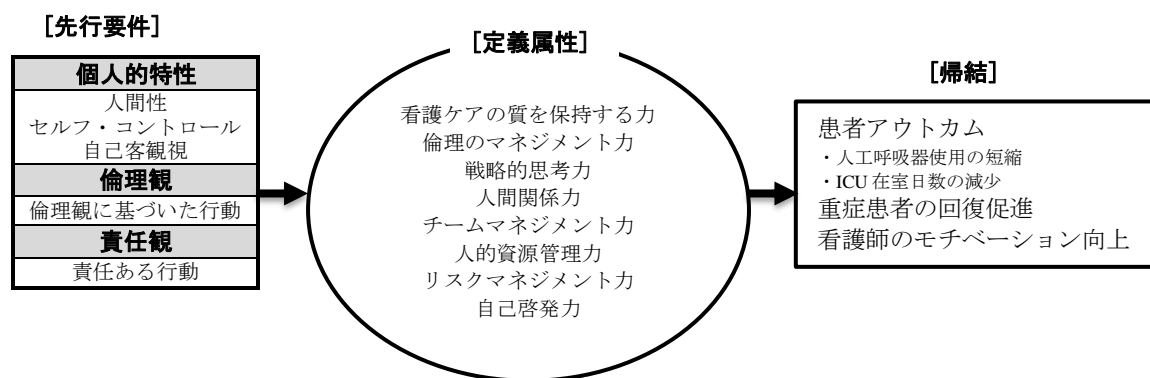 [先行要件]
個人的特性
人間性
セルフ・コントロール
自己客観視
倫理観
倫理観に基づいた行動
責任観
責任ある行動
[定義属性]
看護ケアの質を保持する力
倫理のマネジメント力
戦略的思考力
人間関係力
チームマネジメント力
人的資源管理力
リスクマネジメント力
自己啓発力
[帰結]
患者アウトカム
・人工呼吸器使用の短縮
・ICU 在室日数の減少
重症患者の回復促進
看護師のモチベーション向上